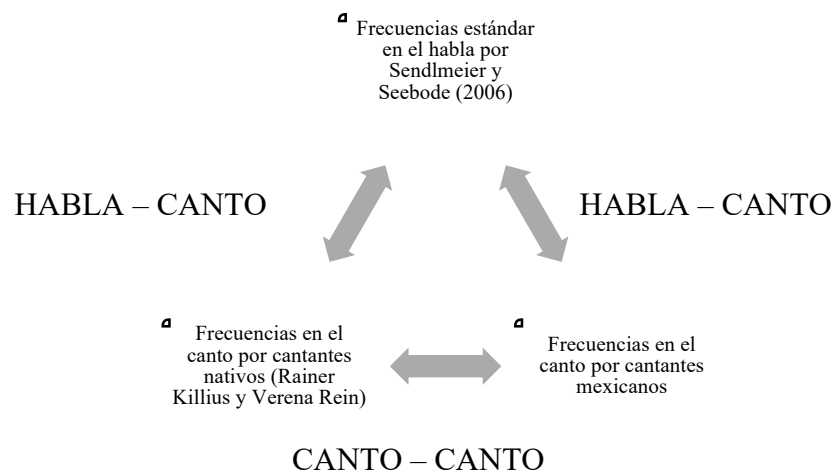 Frecuencias estándar
en el habla por
Sendlmeier y
Seebode (2006)
HABLA – CANTO
HABLA – CANTO
Frecuencias en el
canto por cantantes
nativos (Rainer
Killius y Verena Rein)
Frecuencias en el
canto por cantantes
mexicanos
CANTO – CANTO